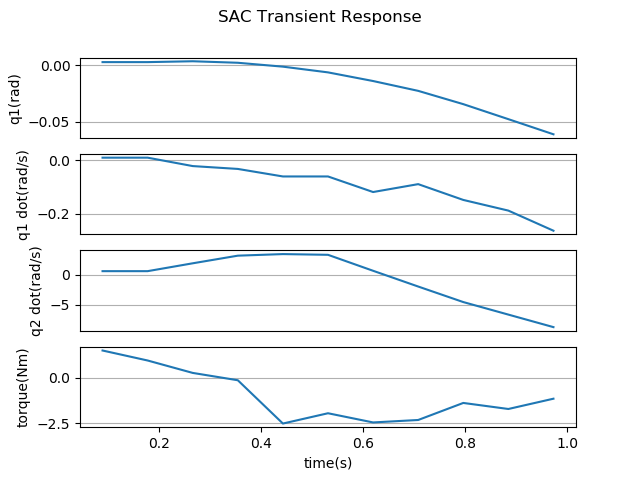 SAC Transient Response
q1(rad)
0.00
−0.05
q1 dot(rad/s)
0.0
−0.2
q2 dot(rad/s)
0
−5
torque(Nm)
0.0
−2.5
0.2 0.4 0.6 0.8 1.0
time(s)